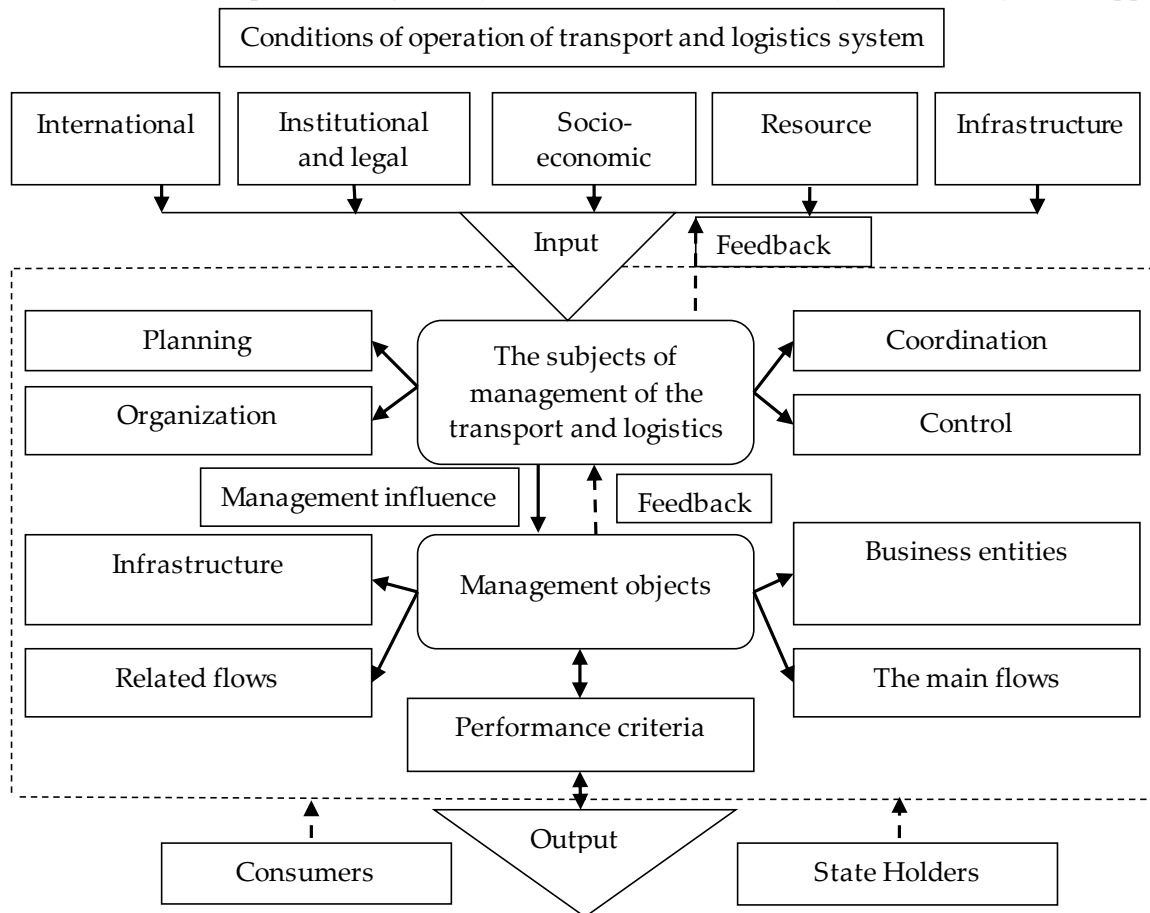 Conditions of operation of transport and logistics system
International
Institutional
and legal
Socio-
economic
Resource
Infrastructure
Input
Feedback
Planning
The subjects of
management of the
transport and logistics
Coordination
Organization
Control
Management influence
Feedback
Infrastructure
Management objects
Business entities
Related flows
The main flows
Performance criteria
Output
Consumers
State Holders